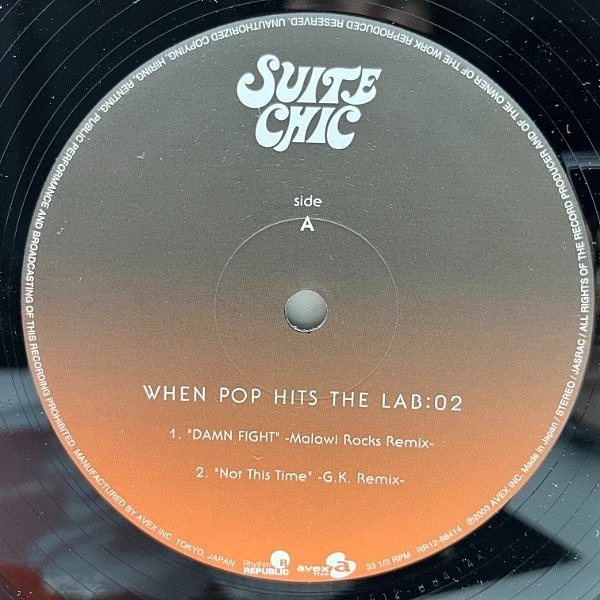 SUITE
CHIC
side
A
WHEN POP HITS THE LAB:02
1. "DAMN FIGHT" -Malawi Rocks Remix-
2. "Not This Time" -G.K. Remix-
Rhythm REPUBLIC R
avex trax a
33 1/3 RPM RR12-88414 ℗2003 AVEX INC. Made in Japan / STEREO / JASRAC / ALL RIGHTS OF THE RECORD PRODUCER AND OF THE OWNER OF THE WORK REPRODUCED RESERVED. UNAUTHORIZED COPYING, HIRING, RENTING, PUBLIC PERFORMANCE AND BROADCASTING OF THIS RECORDING PROHIBITED. MANUFACTURED BY AVEX INC. TOKYO, JAPAN